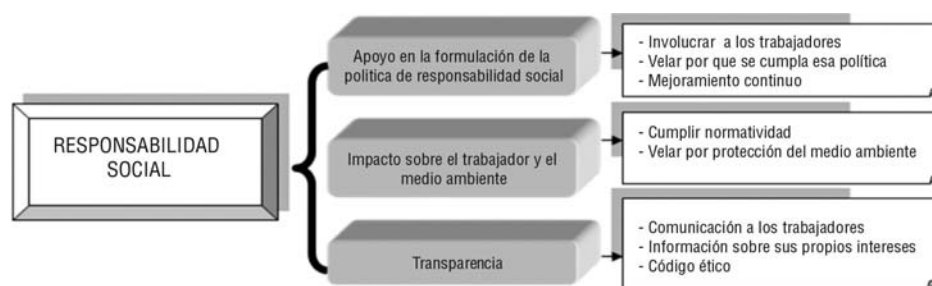 RESPONSABILIDAD
SOCIAL
Apoyo en la formulación de la
política de responsabilidad social
- Involucrar a los trabajadores
- Velar por que se cumpla esa política
- Mejoramiento continuo
Impacto sobre el trabajador y el
medio ambiente
- Cumplir normatividad
- Velar por protección del medio ambiente
Transparencia
- Comunicación a los trabajadores
- Información sobre sus propios intereses
- Código ético